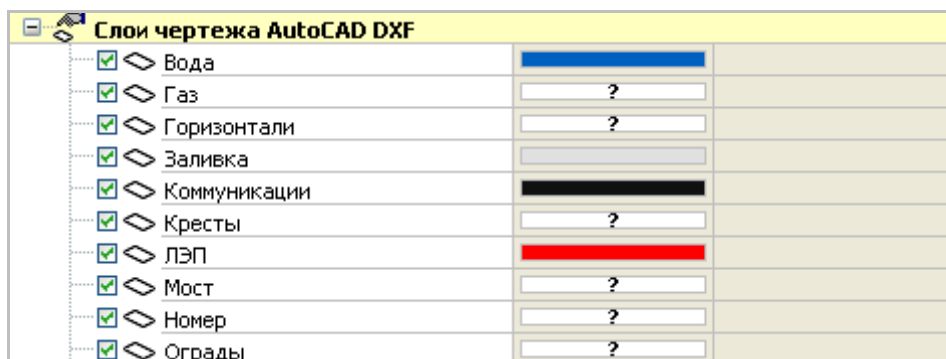 Слои чертежа AutoCAD DXF
Вода
Газ ?
Горизонтали ?
Заливка
Коммуникации
Кресты ?
ЛЭП
Мост ?
Номер ?
Ограды ?